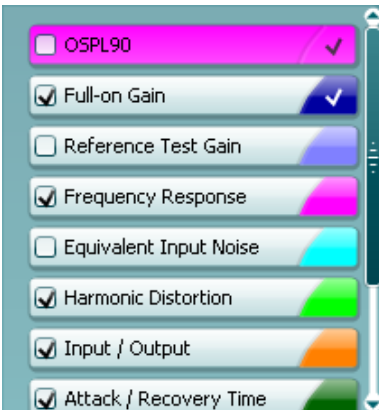 OSPL90
Full-on Gain
Reference Test Gain
Frequency Response
Equivalent Input Noise
Harmonic Distortion
Input / Output
Attack / Recovery Time